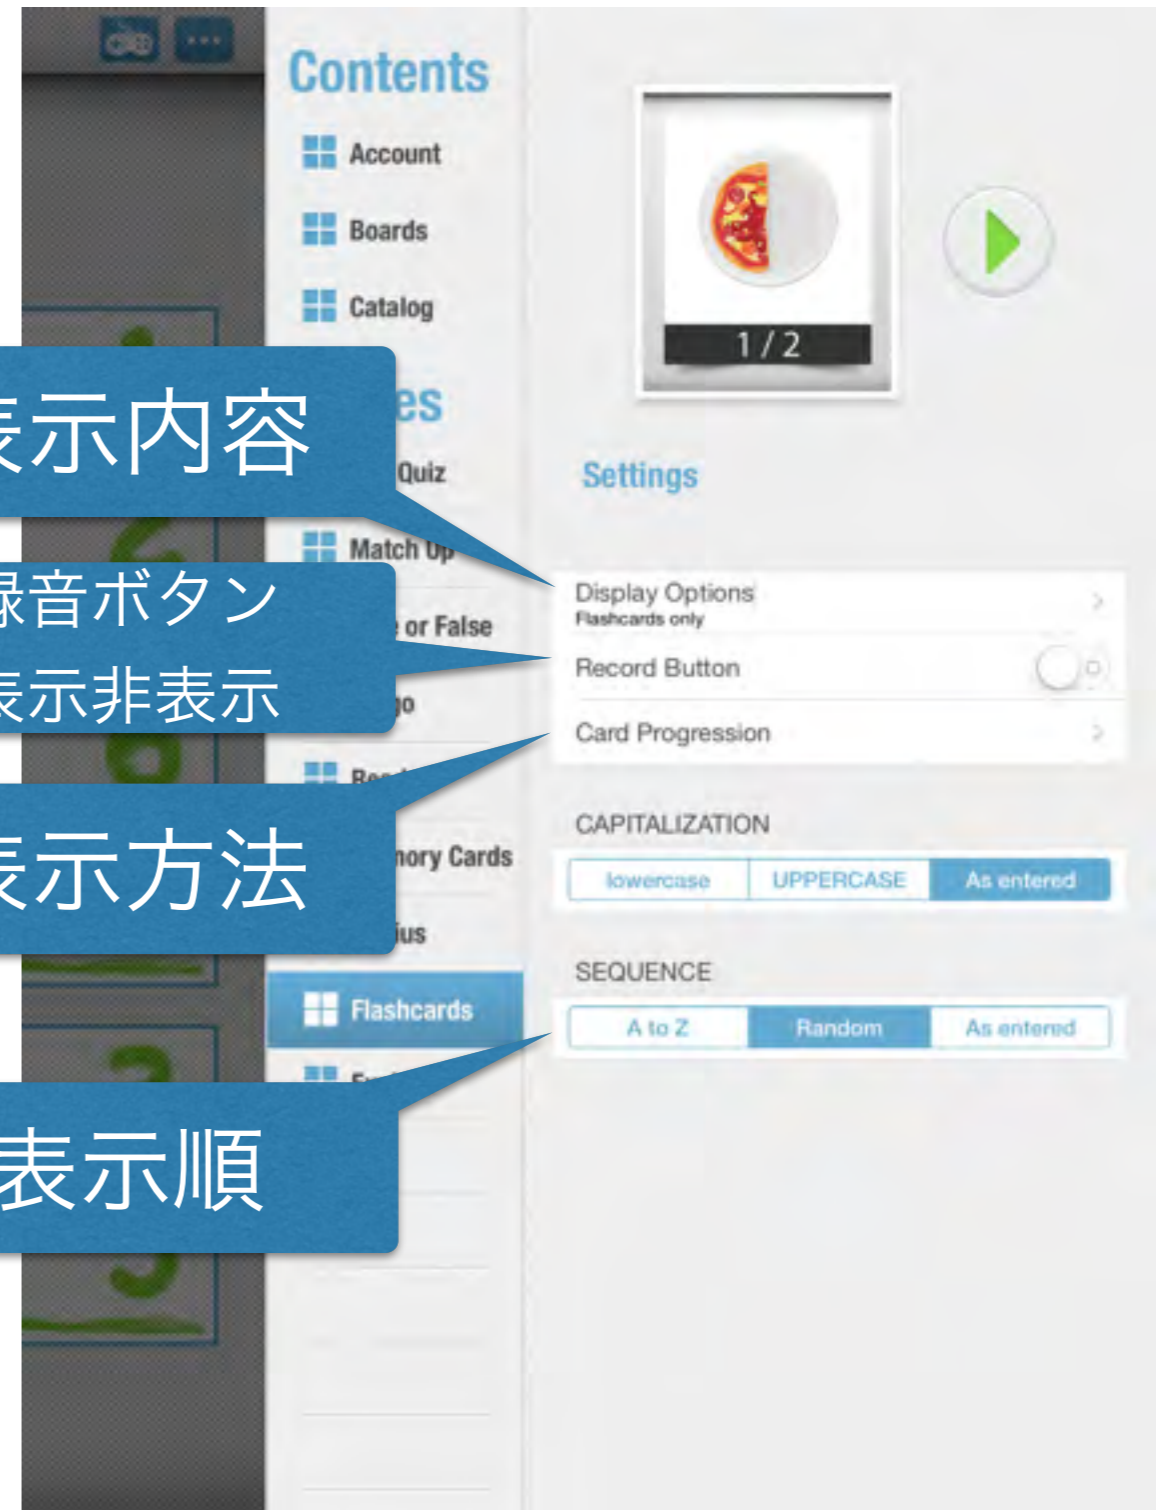 Contents
Account
Boards
Catalog
1 / 2
表示内容
es
Quiz
Settings
Match Up
Display Options
Flashcards only
録音ボタン
表示非表示
or False
Record Button
go
Card Progression
表示方法
CAPITALIZATION
lowercase UPPERCASE As entered
nory Cards
ius
SEQUENCE
Flashcards
A to Z Random As entered
表示順